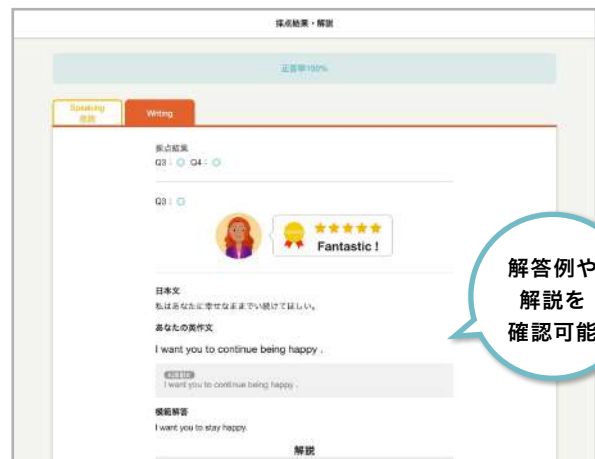 採点結果・解説
正答率100%
Speaking
Writing
採点結果
Q3：○ Q4：○
Q3：○
Fantastic !
日本文
私はあなたに幸せなままでい続けてほしい。
あなたの英作文
I want you to continue being happy .
I want you to continue being happy .
模範解答
I want you to stay happy.
解説
解答例や
解説を
確認可能